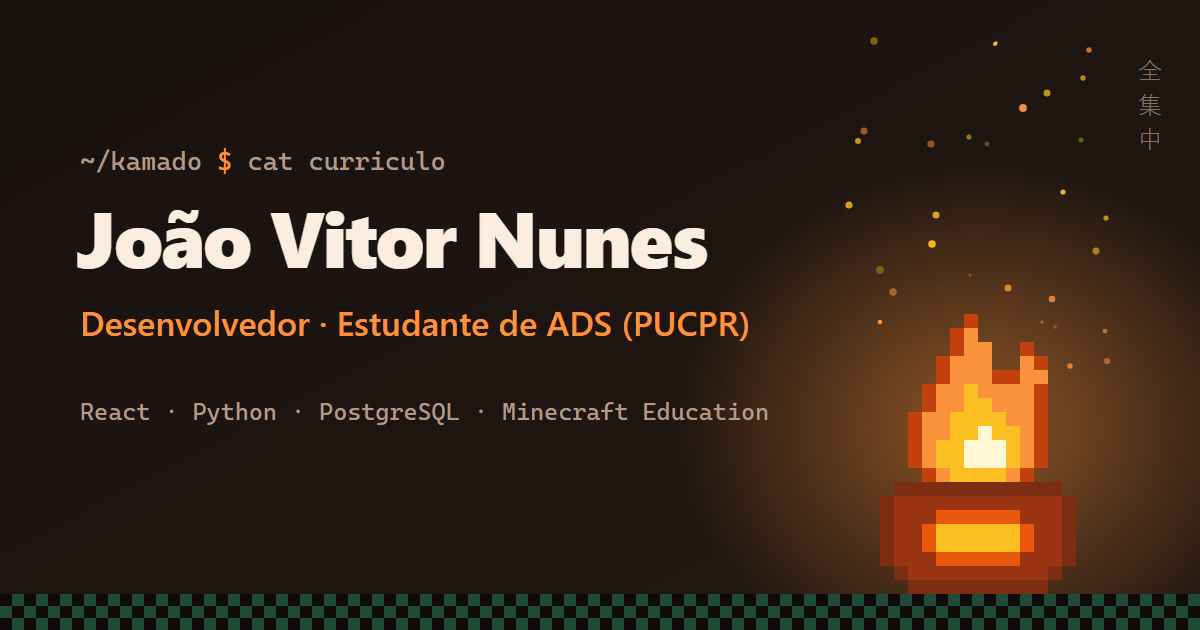 ~/kamado $ cat curriculo
João Vitor Nunes
Desenvolvedor · Estudante de ADS (PUCPR)
React · Python · PostgreSQL · Minecraft Education
全集中